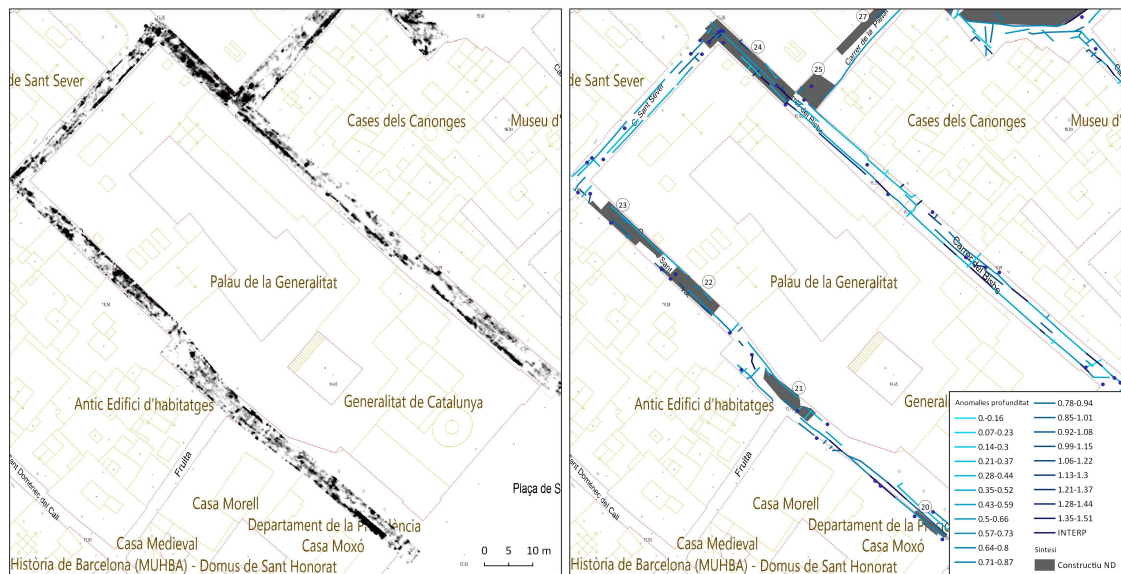 de Sant Sever
Cases dels Canonges
Museu d'
Palau de la Generalitat
Antic Edifici d'habitatges
Generalitat de Catalunya
Fruita
ant Domènec del Call
Plaça de S
Casa Morell
Departament de la Pr
lència
Casa Medieval
Casa Moxó
Història de Barcelona (MUHBA) - Domus de Sant Honorat
0 5 10 m
27
Carrer de la Pietat
24
25
de Sant Sever
C. Sant Sever
Cases dels Canonges
Museu d'
23
Sant
22
Palau de la Generalitat
Carrer del Bisbe
21
Antic Edifici d'habitatges
General
Fruita
ant Domènec del Call
20
Casa Morell
Departament de la Pr
Casa Medieval
Casa Moxó
Història de Barcelona (MUHBA) - Domus de Sant Honorat
Anomalies profunditat
0.-0.16
0.07-0.23
0.14-0.3
0.21-0.37
0.28-0.44
0.35-0.52
0.43-0.59
0.5-0.66
0.57-0.73
0.64-0.8
0.71-0.87
0.78-0.94
0.85-1.01
0.92-1.08
0.99-1.15
1.06-1.22
1.13-1.3
1.21-1.37
1.28-1.44
1.35-1.51
INTERP
Sintesi
Constructiu ND